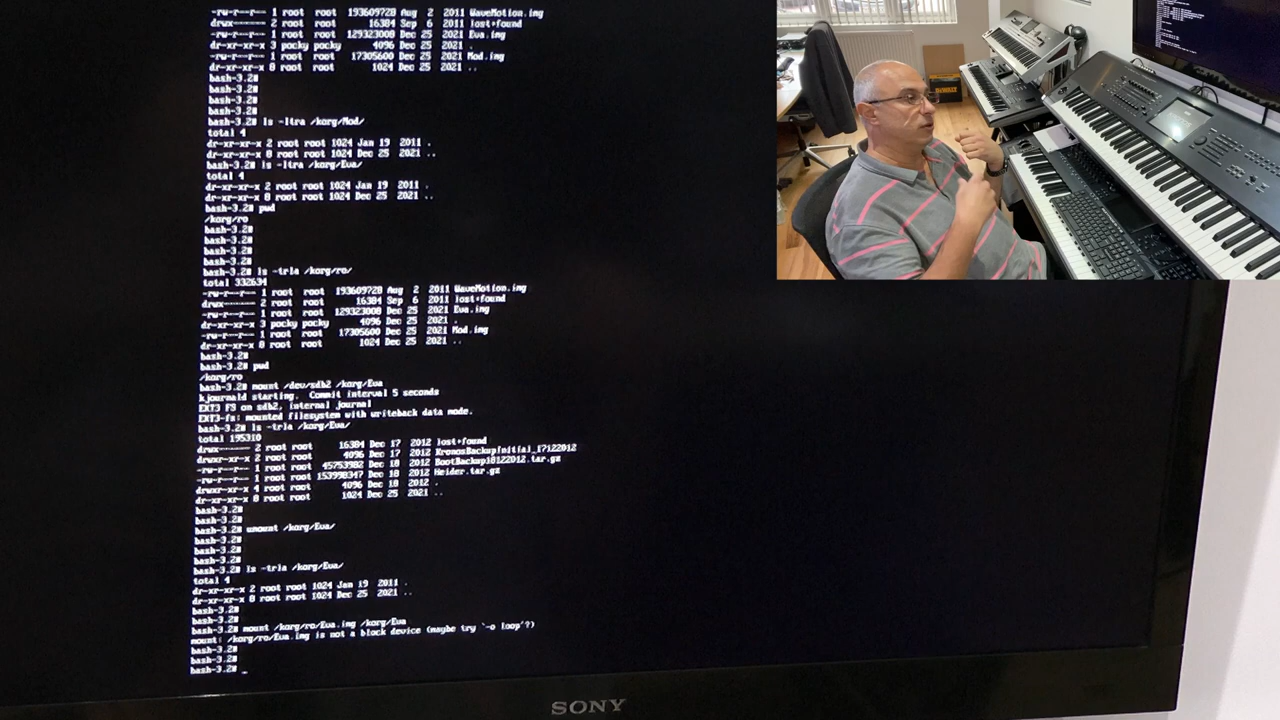 -rw-r--r-- 1 root root 193609728 Aug 2 2011 WaveMotion.img
drwx------ 2 root root 16384 Sep 6 2011 lost+found
-rw-r--r-- 1 root root 129323008 Dec 25 2021 Eva.img
dr-xr-xr-x 3 pocky pocky 4096 Dec 25 2021 .
-rw-r--r-- 1 root root 17305600 Dec 25 2021 Mod.img
dr-xr-xr-x 8 root root 1024 Dec 25 2021 ..
bash-3.2#
bash-3.2#
bash-3.2#
bash-3.2#
bash-3.2# ls -ltra /korg/Mod/
total 4
dr-xr-xr-x 2 root root 1024 Jan 19 2011 .
dr-xr-xr-x 8 root root 1024 Dec 25 2021 ..
bash-3.2# ls -ltra /korg/Eva/
total 4
dr-xr-xr-x 2 root root 1024 Jan 19 2011 .
dr-xr-xr-x 8 root root 1024 Dec 25 2021 ..
bash-3.2# pwd
/korg/ro
bash-3.2#
bash-3.2#
bash-3.2#
bash-3.2#
bash-3.2# ls -trla /korg/ro/
total 332634
-rw-r--r-- 1 root root 193609728 Aug 2 2011 WaveMotion.img
drwx------ 2 root root 16384 Sep 6 2011 lost+found
-rw-r--r-- 1 root root 129323008 Dec 25 2021 Eva.img
dr-xr-xr-x 3 pocky pocky 4096 Dec 25 2021 .
-rw-r--r-- 1 root root 17305600 Dec 25 2021 Mod.img
dr-xr-xr-x 8 root root 1024 Dec 25 2021 ..
bash-3.2#
bash-3.2# pwd
/korg/ro
bash-3.2# mount /dev/sdb2 /korg/Eva
kjournald starting. Commit interval 5 seconds
EXT3 FS on sdb2, internal journal
EXT3-fs: mounted filesystem with writeback data mode.
bash-3.2# ls -trla /korg/Eva/
total 195310
drwx------ 2 root root 16384 Dec 17 2012 lost+found
drwxr-xr-x 2 root root 4096 Dec 17 2012
-rw-r--r-- 1 root root 45753982 Dec 18 2012 BootBackup18122012.tar.gz
-rw-r--r-- 1 root root 153998347 Dec 18 2012 Heider.tar.gz
drwxr-xr-x 4 root root 4096 Dec 18 2012 .
dr-xr-xr-x 8 root root 1024 Dec 25 2021 ..
bash-3.2#
bash-3.2#
bash-3.2# umount /korg/Eva/
bash-3.2#
bash-3.2#
bash-3.2#
bash-3.2# ls -trla /korg/Eva/
total 4
dr-xr-xr-x 2 root root 1024 Jan 19 2011 .
dr-xr-xr-x 8 root root 1024 Dec 25 2021 ..
bash-3.2#
bash-3.2#
bash-3.2# mount /korg/ro/Eva.img /korg/Eva
mount: /korg/ro/Eva.img is not a block device (maybe try `-o loop'?)
bash-3.2#
bash-3.2#
bash-3.2# _
SONY
DEWALT